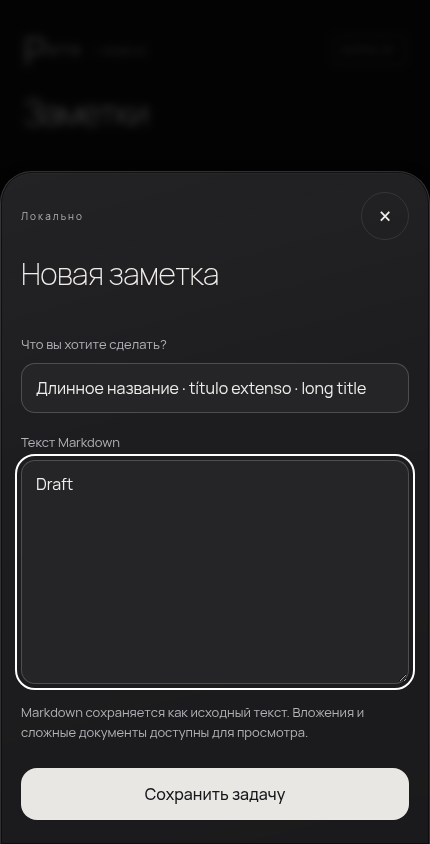 Заметки
Локально
Новая заметка
Что вы хотите сделать?
Длинное название · título extenso · long title
Текст Markdown
Draft
Markdown сохраняется как исходный текст. Вложения и
сложные документы доступны для просмотра.
Сохранить задачу